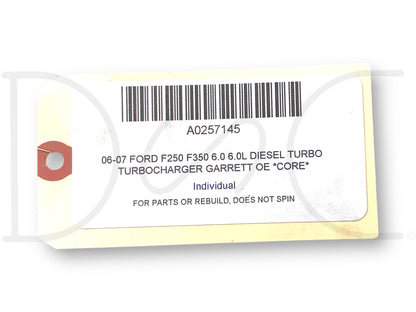 A0257145
06-07 FORD F250 F350 6.0 6.0L DIESEL TURBO
TURBOCHARGER GARRETT OE *CORE*
Individual
FOR PARTS OR REBUILD, DOES NOT SPIN